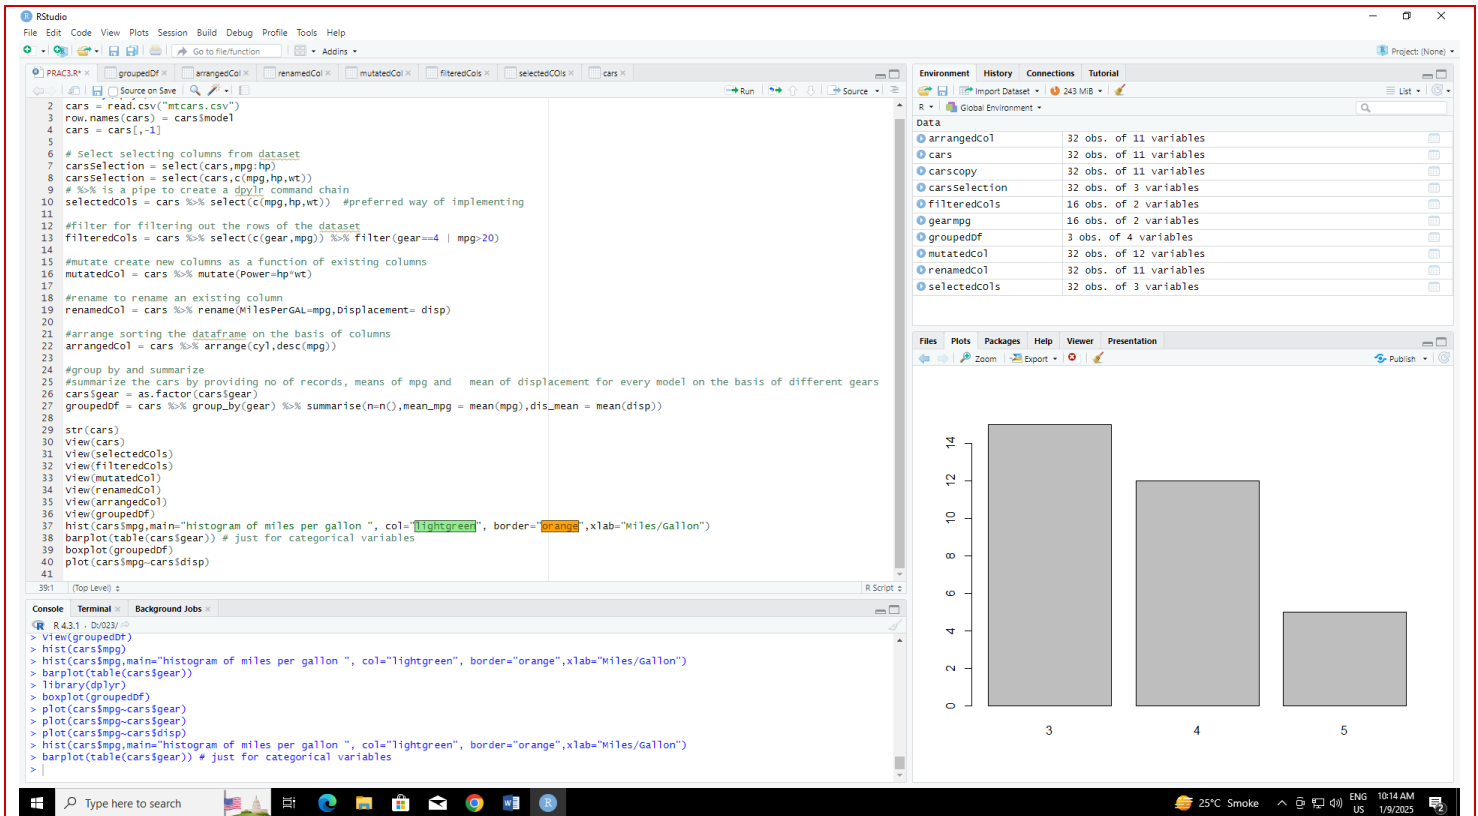 RStudio
File Edit Code View Plots Session Build Debug Profile Tools Help
Go to file/function Addins Project: (None)
PRAC3.R* groupedDf arrangedCol renamedCol mutatedCol filteredCols selectedCOls cars
Source on Save Run Source
2 cars = read.csv("mtcars.csv")
3 row.names(cars) = cars$model
4 cars = cars[,-1]
5
6 # Select selecting columns from dataset
7 carsSelection = select(cars,mpg:hp)
8 carsSelection = select(cars,c(mpg,hp,wt))
9 # %>% is a pipe to create a dpylr command chain
10 selectedCOls = cars %>% select(c(mpg,hp,wt)) #preferred way of implementing
11
12 #filter for filtering out the rows of the dataset
13 filteredCols = cars %>% select(c(gear,mpg)) %>% filter(gear==4 | mpg>20)
14
15 #mutate create new columns as a function of existing columns
16 mutatedCol = cars %>% mutate(Power=hp*wt)
17
18 #rename to rename an existing column
19 renamedCol = cars %>% rename(MilesPerGAL=mpg,Displacement= disp)
20
21 #arrange sorting the dataframe on the basis of columns
22 arrangedCol = cars %>% arrange(cyl,desc(mpg))
23
24 #group by and summarize
25 #summarize the cars by providing no of records, means of mpg and   mean of displacement for every model on the basis of different gears
26 cars$gear = as.factor(cars$gear)
27 groupedDf = cars %>% group_by(gear) %>% summarise(n=n(),mean_mpg = mean(mpg),dis_mean = mean(disp))
28
29 str(cars)
30 View(cars)
31 View(selectedCOls)
32 View(filteredCols)
33 View(mutatedCol)
34 View(renamedCol)
35 View(arrangedCol)
36 View(groupedDf)
37 hist(cars$mpg,main="histogram of miles per gallon ", col="lightgreen", border="orange",xlab="Miles/Gallon")
38 barplot(table(cars$gear)) # just for categorical variables
39 boxplot(groupedDf)
40 plot(cars$mpg~cars$disp)
41
39:1 (Top Level) R Script
Console Terminal Background Jobs
R 4.3.1 · D:/023/
> View(groupedDf)
> hist(cars$mpg)
> hist(cars$mpg,main="histogram of miles per gallon ", col="lightgreen", border="orange",xlab="Miles/Gallon")
> barplot(table(cars$gear))
> library(dplyr)
> boxplot(groupedDf)
> plot(cars$mpg~cars$gear)
> plot(cars$mpg~cars$gear)
> plot(cars$mpg~cars$disp)
> hist(cars$mpg,main="histogram of miles per gallon ", col="lightgreen", border="orange",xlab="Miles/Gallon")
> barplot(table(cars$gear)) # just for categorical variables
>
Environment History Connections Tutorial
Import Dataset 243 MiB List
R Global Environment
Data
arrangedCol 32 obs. of 11 variables
cars 32 obs. of 11 variables
carscopy 32 obs. of 11 variables
carsSelection 32 obs. of 3 variables
filteredCols 16 obs. of 2 variables
gearmpg 16 obs. of 2 variables
groupedDf 3 obs. of 4 variables
mutatedCol 32 obs. of 12 variables
renamedCol 32 obs. of 11 variables
selectedCOls 32 obs. of 3 variables
Files Plots Packages Help Viewer Presentation
Zoom Export Publish
14
12
10
8
6
4
2
0
3 4 5
Type here to search
25°C Smoke ENG 10:14 AM
US 1/9/2025 2